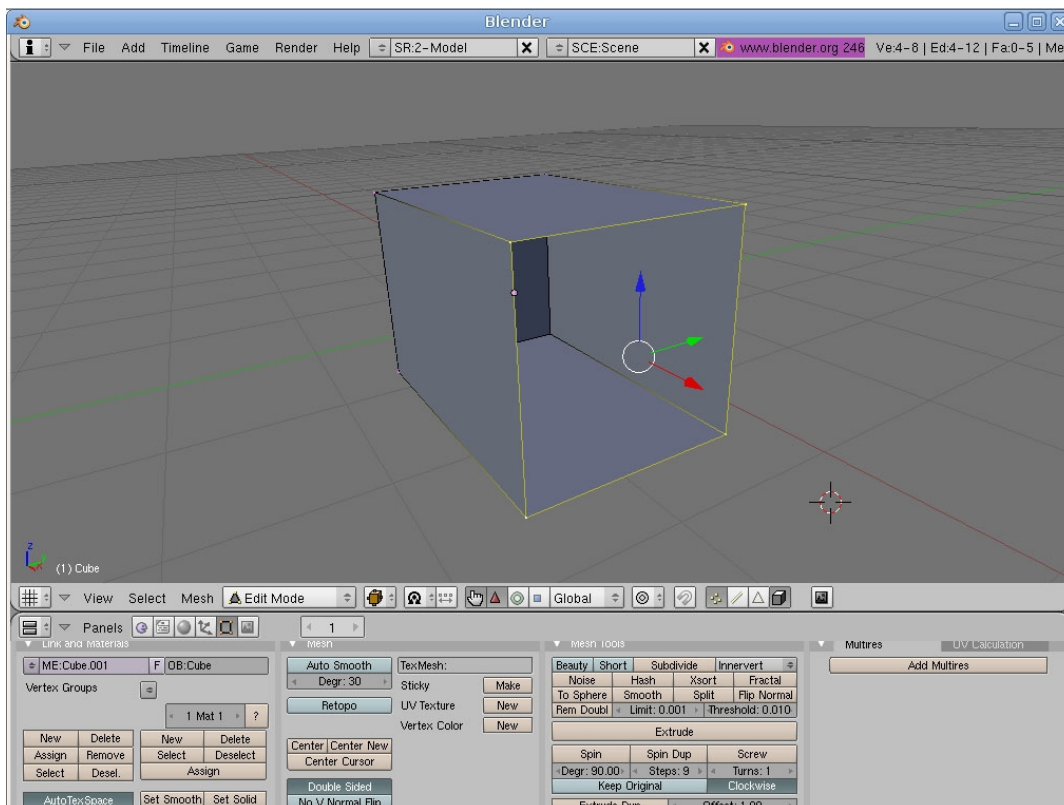 Blender
File Add Timeline Game Render Help SR:2-Model X SCE:Scene X www.blender.org 246 Ve:4-8 | Ed:4-12 | Fa:0-5 | Me
z
(1) Cube
View Select Mesh Edit Mode Global
Panels 1
Link and Materials Mesh Mesh Tools Multires UV Calculation
ME:Cube.001 F OB:Cube Auto Smooth TexMesh: Beauty Short Subdivide Innervert Add Multires
Degr: 30 Noise Hash Xsort Fractal
Vertex Groups Sticky Make To Sphere Smooth Split Flip Normal
Retopo UV Texture New Rem Doubl Limit: 0.001 Threshold: 0.010
1 Mat 1 ? Vertex Color New Extrude
New Delete New Delete Center Center New Spin Spin Dup Screw
Assign Remove Select Deselect Center Cursor Degr: 90.00 Steps: 9 Turns: 1
Select Desel. Assign Double Sided Keep Original Clockwise
AutoTexSpace Set Smooth Set Solid No V.Normal Flip Extrude Dup Offset: 1.00